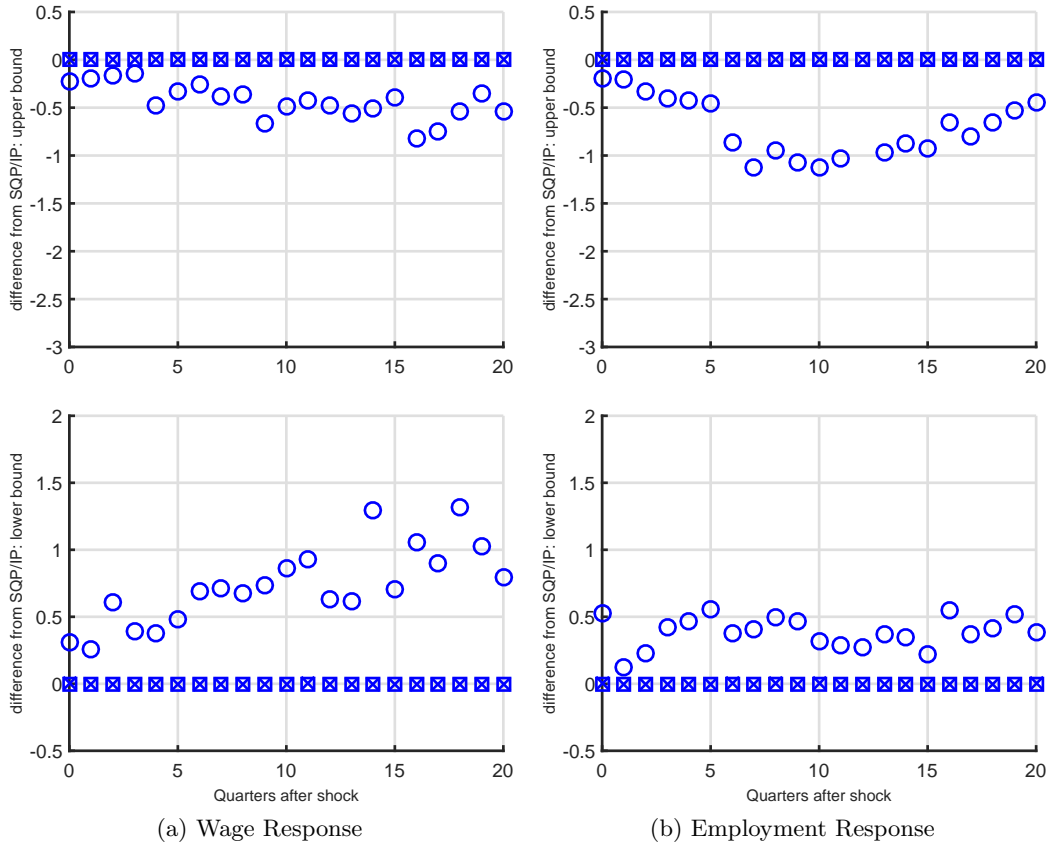 0.5
0
-0.5
-1
-1.5
-2
-2.5
-3
0 5 10 15 20
difference from SQP/IP: upper bound
0.5
0
-0.5
-1
-1.5
-2
-2.5
-3
0 5 10 15 20
difference from SQP/IP: upper bound
2
1.5
1
0.5
0
-0.5
0 5 10 15 20
difference from SQP/IP: lower bound
Quarters after shock
(a) Wage Response
2
1.5
1
0.5
0
-0.5
0 5 10 15 20
difference from SQP/IP: lower bound
Quarters after shock
(b) Employment Response